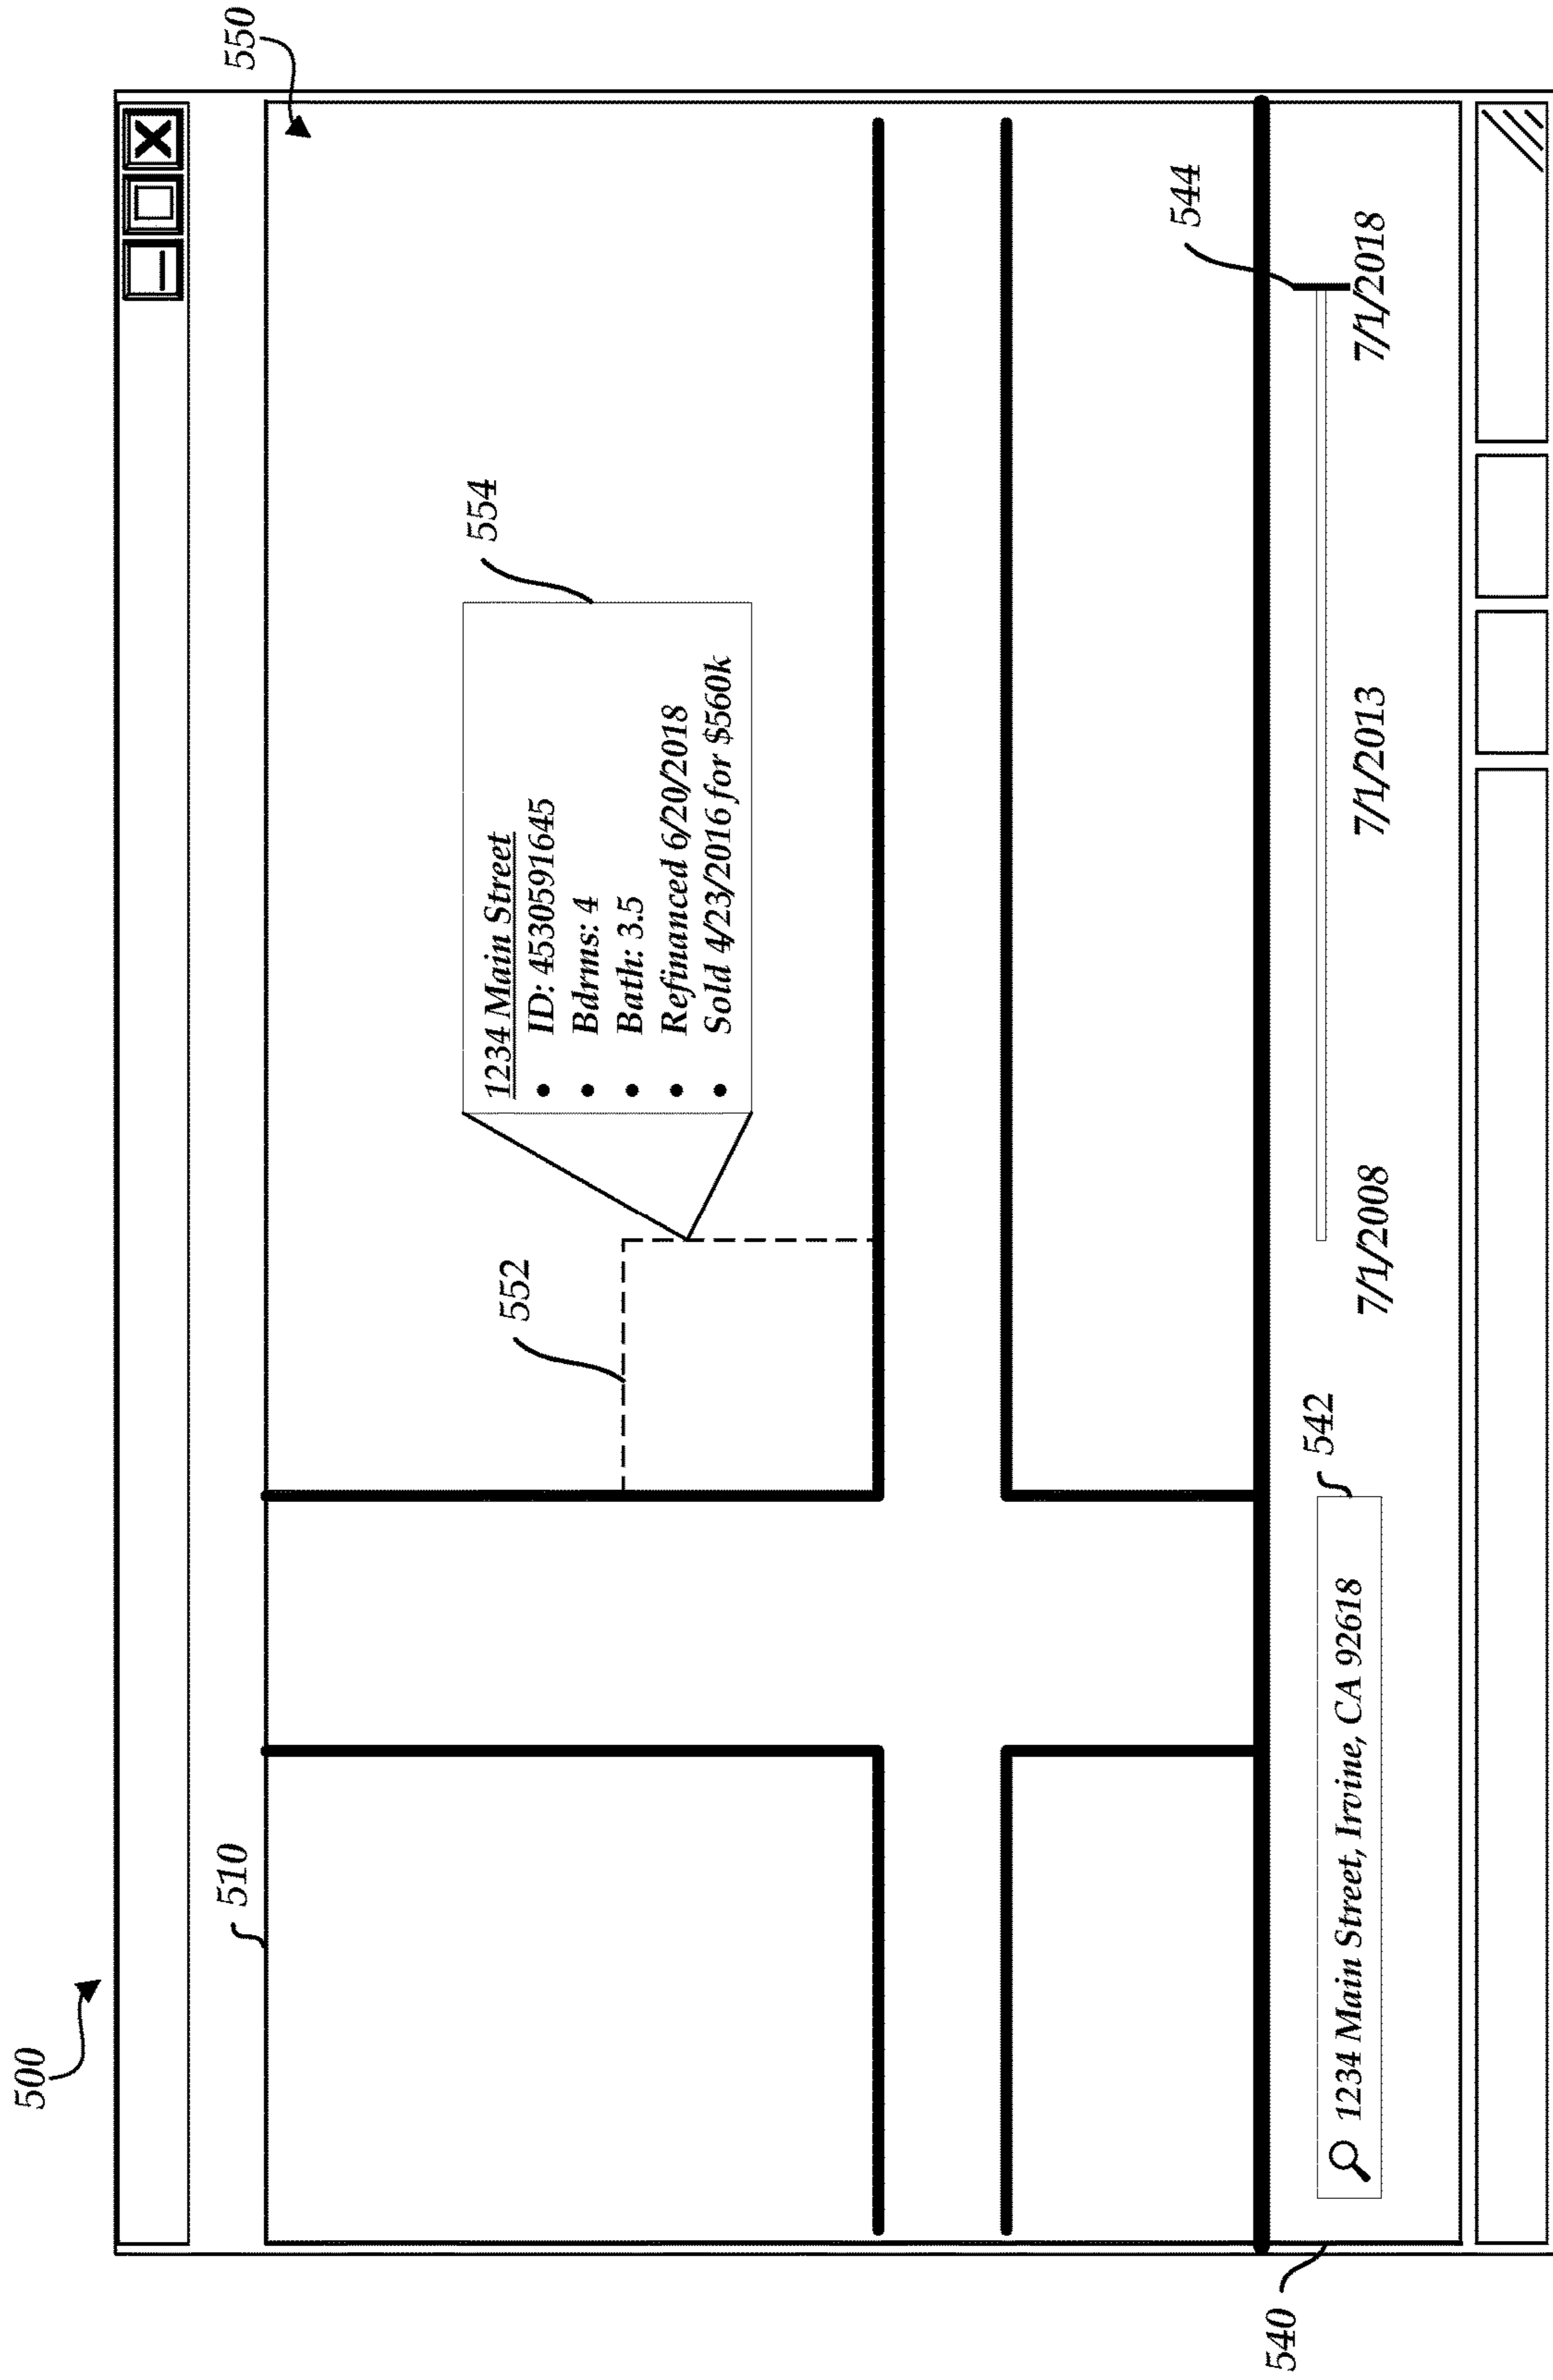 500
510
550
552
554
1234 Main Street
• ID: 4530591645
• Bdrms: 4
• Bath: 3.5
• Refinanced 6/20/2018
• Sold 4/23/2016 for $560k
540
1234 Main Street, Irvine, CA 92618
542
544
7/1/2008
7/1/2013
7/1/2018